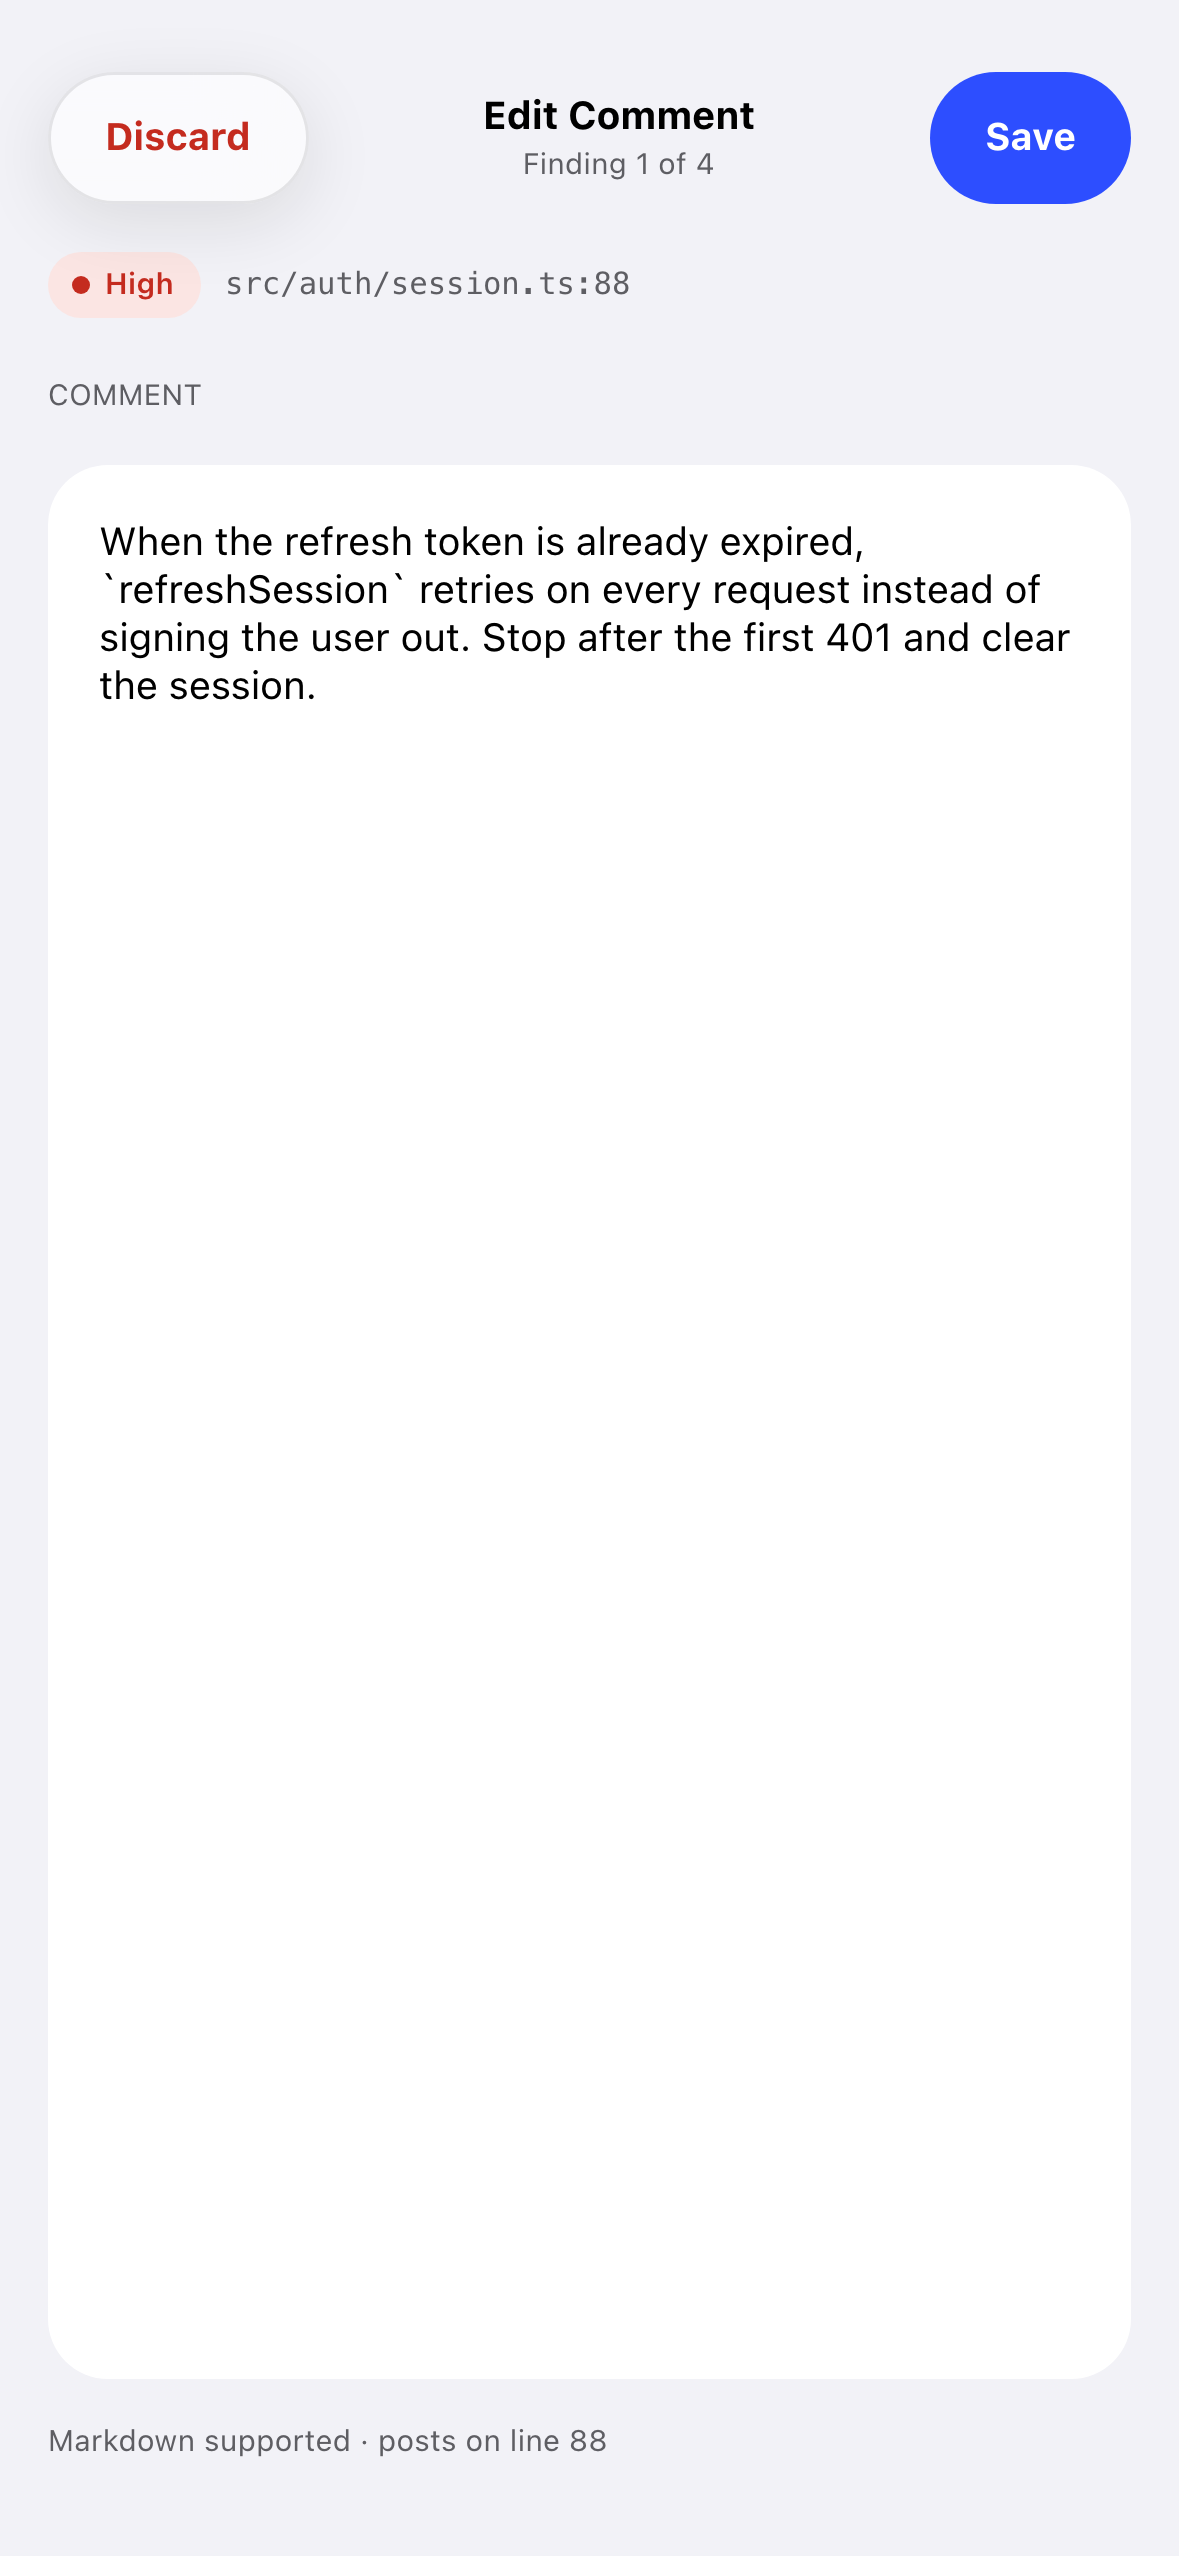 Discard
Edit Comment
Finding 1 of 4
Save
High
src/auth/session.ts:88
COMMENT
When the refresh token is already expired,
`refreshSession` retries on every request instead of
signing the user out. Stop after the first 401 and clear
the session.
Markdown supported · posts on line 88